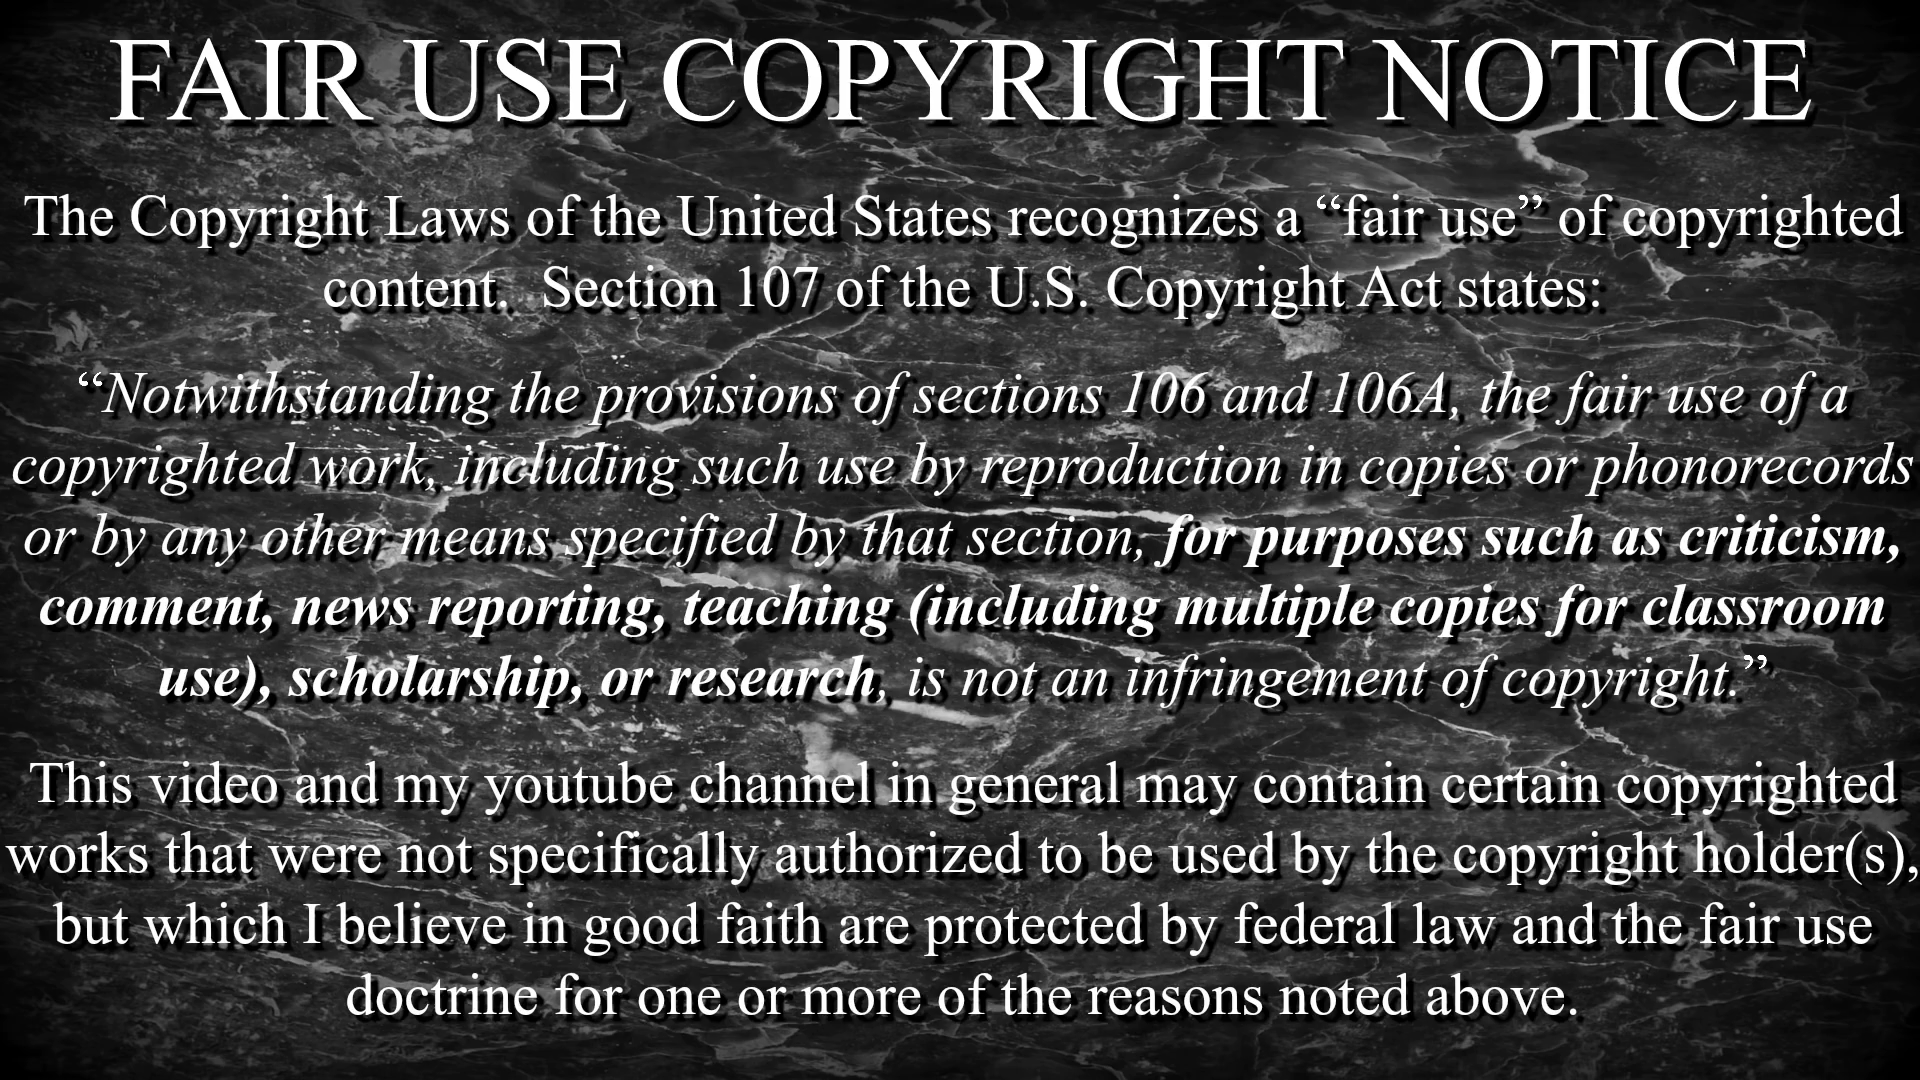 FAIR USE COPYRIGHT NOTICE
The Copyright Laws of the United States recognizes a “fair use” of copyrighted
content.  Section 107 of the U.S. Copyright Act states:
“Notwithstanding the provisions of sections 106 and 106A, the fair use of a
copyrighted work, including such use by reproduction in copies or phonorecords
or by any other means specified by that section, for purposes such as criticism,
comment, news reporting, teaching (including multiple copies for classroom
use), scholarship, or research, is not an infringement of copyright.”
This video and my youtube channel in general may contain certain copyrighted
works that were not specifically authorized to be used by the copyright holder(s),
but which I believe in good faith are protected by federal law and the fair use
doctrine for one or more of the reasons noted above.